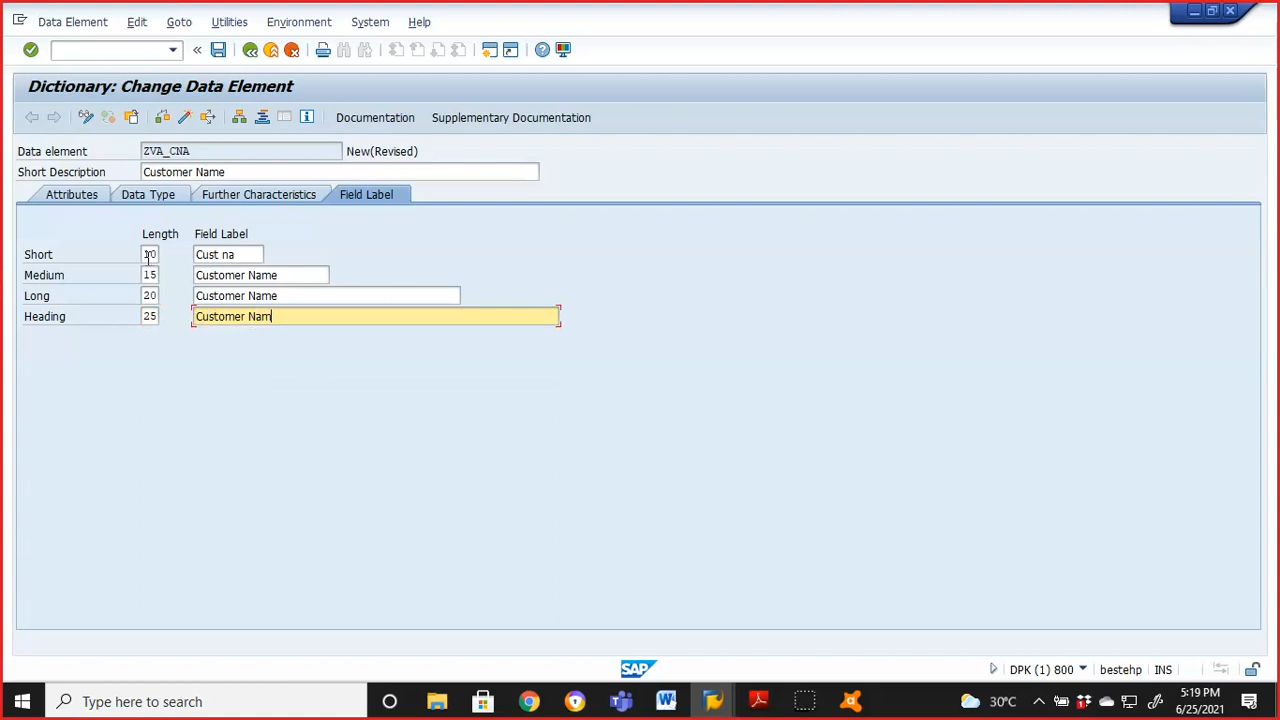 Data Element Edit Goto Utilities Environment System Help
Dictionary: Change Data Element
Documentation Supplementary Documentation
Data element ZVA_CNA New(Revised)
Short Description Customer Name
Attributes Data Type Further Characteristics Field Label
Length Field Label
Short 10 Cust na
Medium 15 Customer Name
Long 20 Customer Name
Heading 25 Customer Nam
SAP
DPK (1) 800 bestehp INS
Type here to search
30°C
5:19 PM
6/25/2021